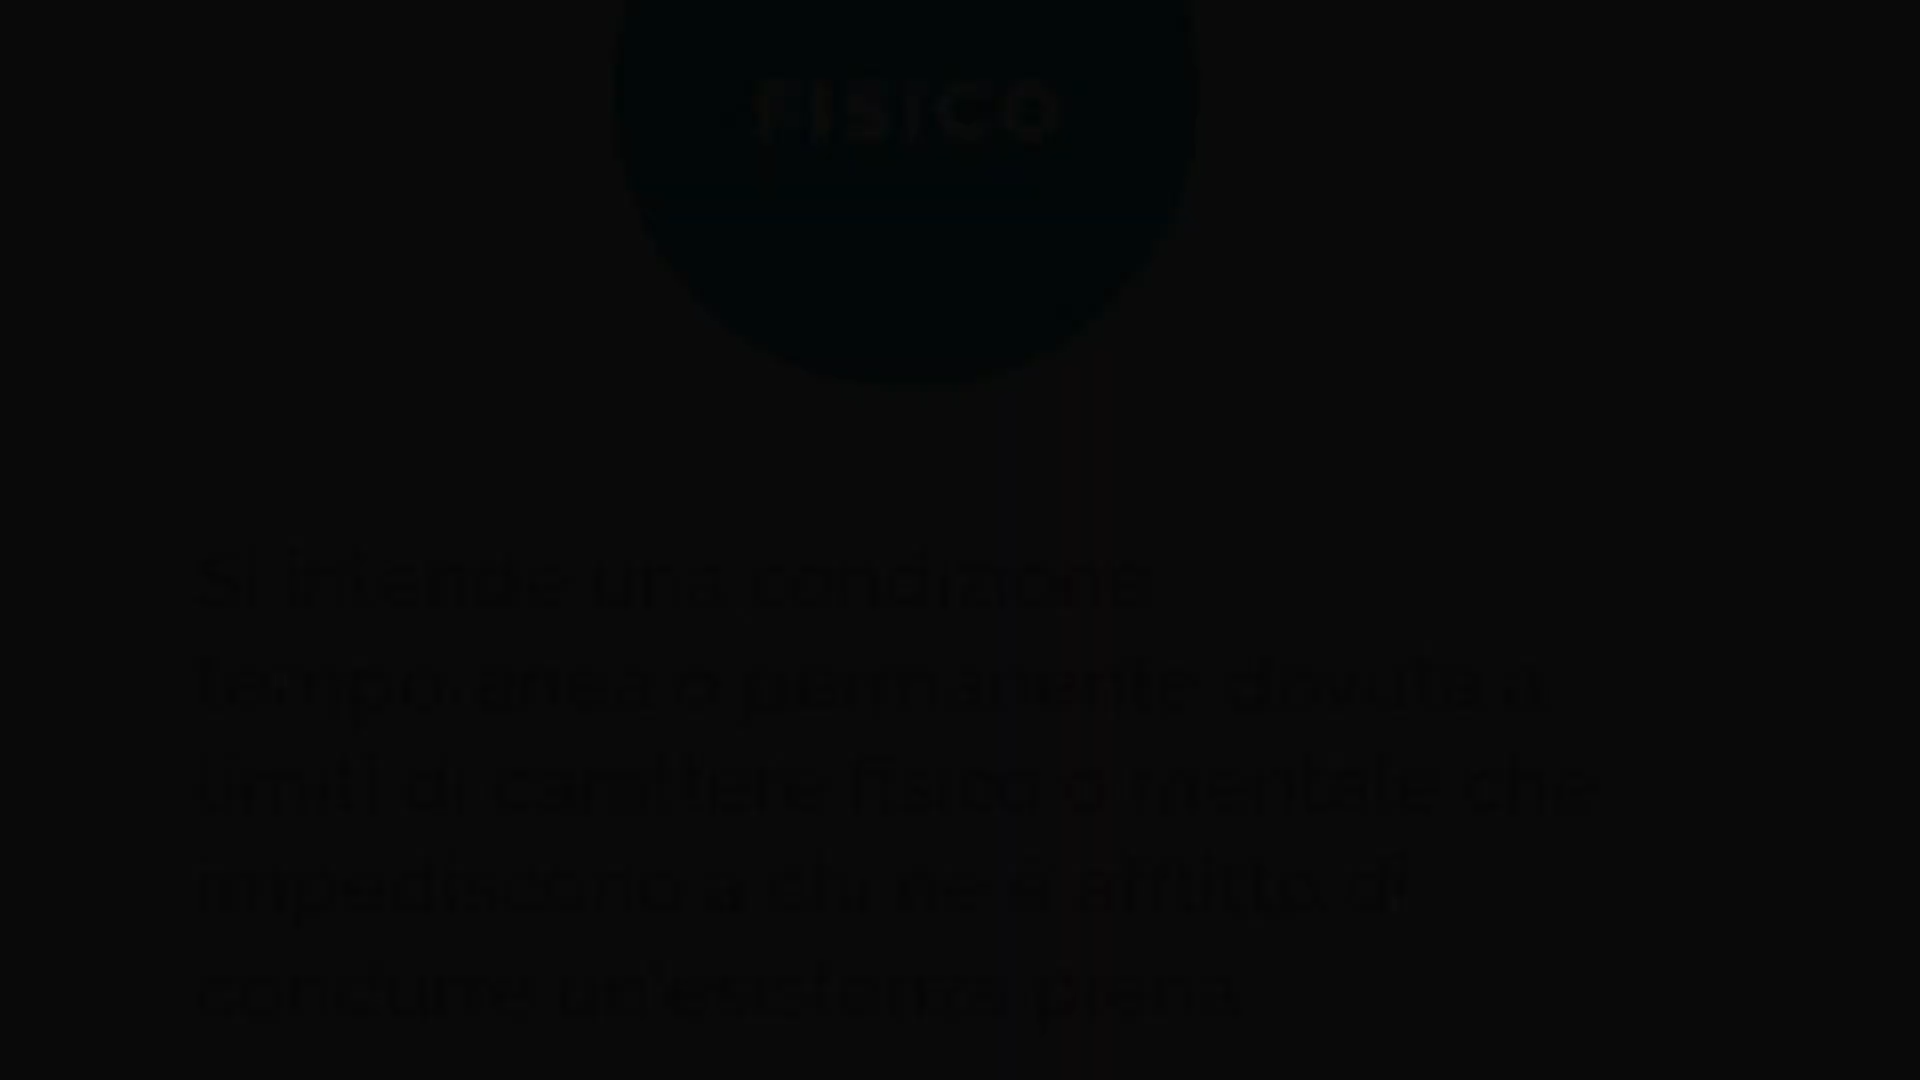 FISICO
Si intende una condizione
temporanea o permanente dovuta a
limiti di carattere fisico o mentale che
impediscono a chi ne è afflitto di
condurre un'esistenza piena